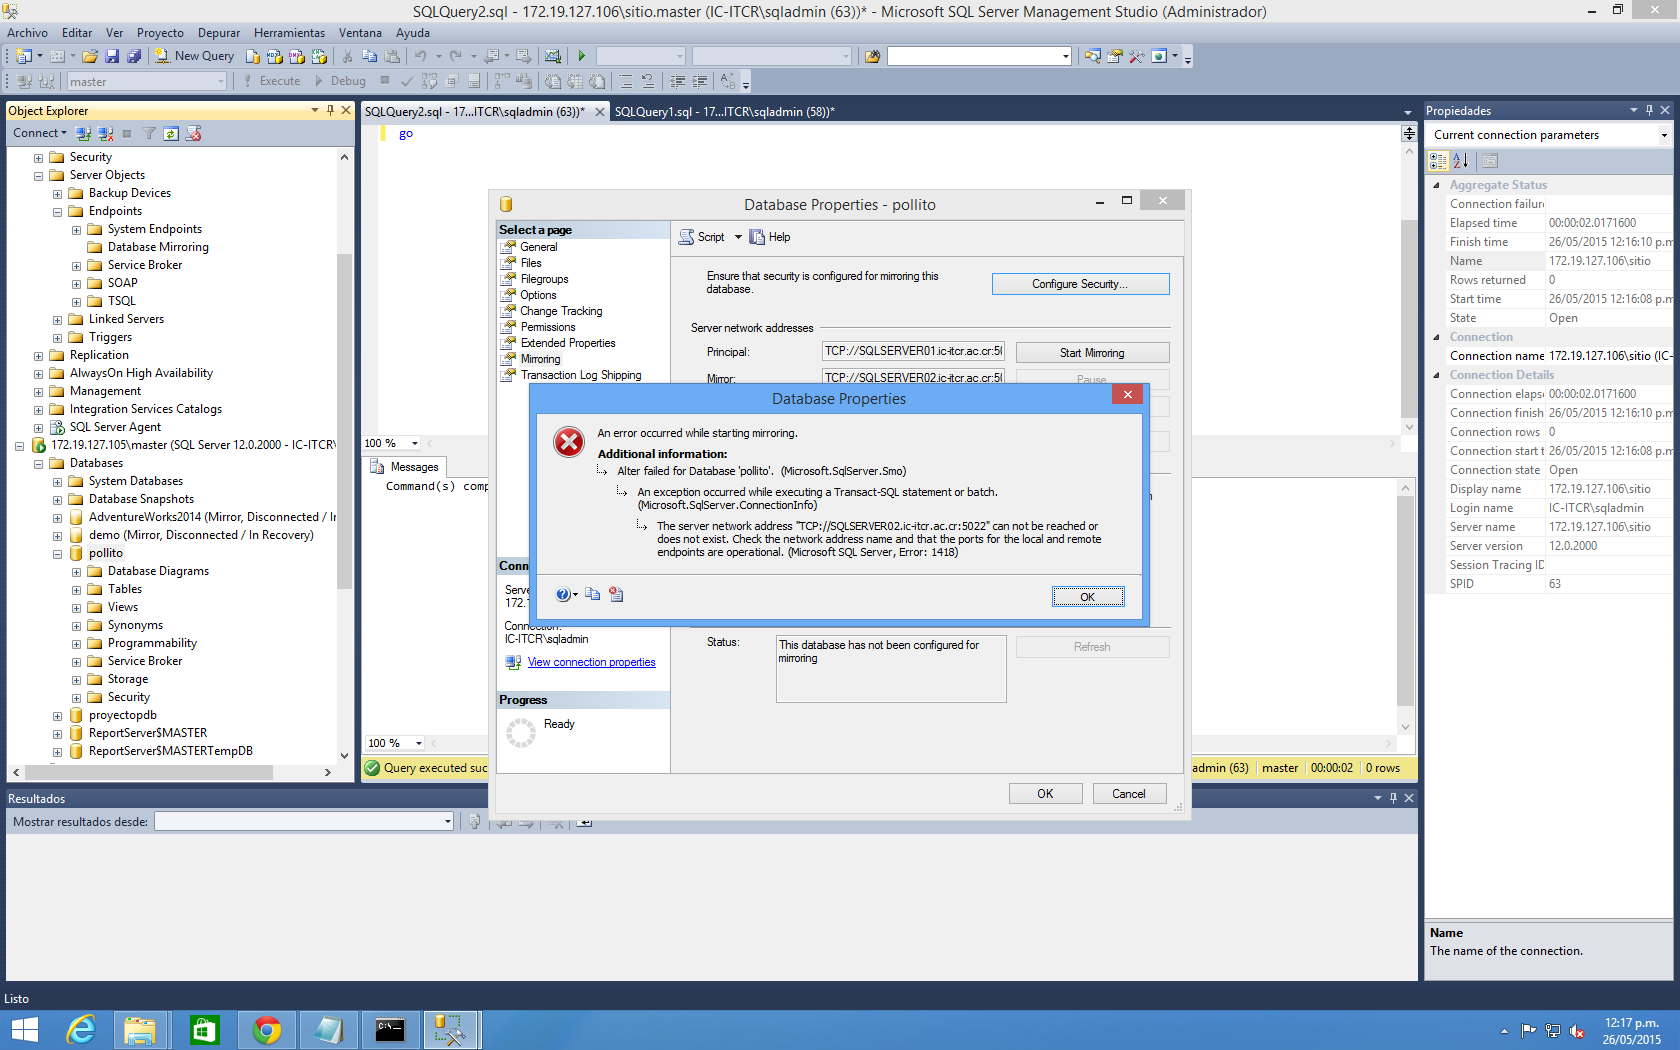 SQLQuery2.sql - 172.19.127.106\sitio.master (IC-ITCR\sqladmin (63))* - Microsoft SQL Server Management Studio (Administrador)
Archivo Editar Ver Proyecto Depurar Herramientas Ventana Ayuda
New Query
master Execute Debug
Object Explorer
Connect
Security
Server Objects
Backup Devices
Endpoints
System Endpoints
Database Mirroring
Service Broker
SOAP
TSQL
Linked Servers
Triggers
Replication
AlwaysOn High Availability
Management
Integration Services Catalogs
SQL Server Agent
172.19.127.105\master (SQL Server 12.0.2000 - IC-ITCR\
Databases
System Databases
Database Snapshots
AdventureWorks2014 (Mirror, Disconnected / Ir
demo (Mirror, Disconnected / In Recovery)
pollito
Database Diagrams
Tables
Views
Synonyms
Programmability
Service Broker
Storage
Security
proyectopdb
ReportServer$MASTER
ReportServer$MASTERTempDB
SQLQuery2.sql - 17...ITCR\sqladmin (63))*
SQLQuery1.sql - 17...ITCR\sqladmin (58))*
go
100 %
Messages
Command(s) comp
100 %
Query executed suc
admin (63) master 00:00:02 0 rows
Database Properties - pollito
Select a page
General
Files
Filegroups
Options
Change Tracking
Permissions
Extended Properties
Mirroring
Transaction Log Shipping
Script Help
Ensure that security is configured for mirroring this
database.
Configure Security...
Server network addresses
Principal: TCP://SQLSERVER01.ic-itcr.ac.cr:50 Start Mirroring
Mirror: TCP://SQLSERVER02.ic-itcr.ac.cr:50 Pause
Database Properties
An error occurred while starting mirroring.
Additional information:
Alter failed for Database 'pollito'. (Microsoft.SqlServer.Smo)
An exception occurred while executing a Transact-SQL statement or batch.
(Microsoft.SqlServer.ConnectionInfo)
The server network address "TCP://SQLSERVER02.ic-itcr.ac.cr:5022" can not be reached or
does not exist. Check the network address name and that the ports for the local and remote
endpoints are operational. (Microsoft SQL Server, Error: 1418)
OK
Conn
Serve
172.1
Connection:
IC-ITCR\sqladmin
View connection properties
Progress
Ready
Status:
This database has not been configured for
mirroring
Refresh
OK Cancel
Propiedades
Current connection parameters
Aggregate Status
Connection failure
Elapsed time 00:00:02.0171600
Finish time 26/05/2015 12:16:10 p.m
Name 172.19.127.106\sitio
Rows returned 0
Start time 26/05/2015 12:16:08 p.m
State Open
Connection
Connection name 172.19.127.106\sitio (IC-
Connection Details
Connection elaps 00:00:02.0171600
Connection finish 26/05/2015 12:16:10 p.m
Connection rows 0
Connection start t 26/05/2015 12:16:08 p.m
Connection state Open
Display name 172.19.127.106\sitio
Login name IC-ITCR\sqladmin
Server name 172.19.127.106\sitio
Server version 12.0.2000
Session Tracing ID
SPID 63
Name
The name of the connection.
Resultados
Mostrar resultados desde:
Listo
12:17 p.m.
26/05/2015